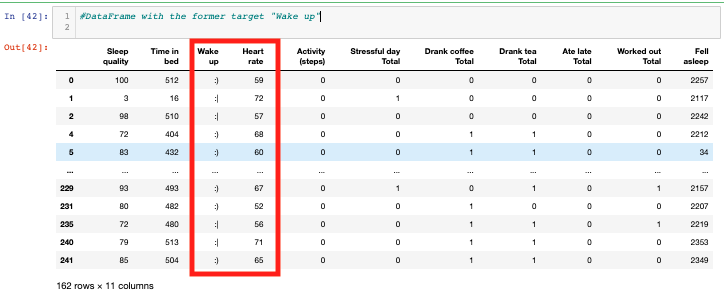 In [42]: 1 #DataFrame with the former target "Wake up"
2
Out[42]:
Sleep quality Time in bed Wake up Heart rate Activity (steps) Stressful day Total Drank coffee Total Drank tea Total Ate late Total Worked out Total Fell asleep
0 100 512 :) 59 0 0 0 0 0 0 2257
1 3 16 :| 72 0 1 0 0 0 0 2117
2 98 510 :| 57 0 0 0 0 0 0 2242
4 72 404 :) 68 0 0 1 1 0 0 2212
5 83 432 :) 60 0 0 1 1 0 0 34
... ... ... ... ... ... ... ... ... ... ... ...
229 93 493 :) 67 0 1 0 1 0 1 2157
231 80 482 :) 52 0 0 1 0 0 0 2207
235 72 480 :| 56 0 0 1 1 0 1 2219
240 79 513 :| 71 0 0 1 1 0 0 2353
241 85 504 :) 65 0 0 1 1 0 0 2349
162 rows × 11 columns